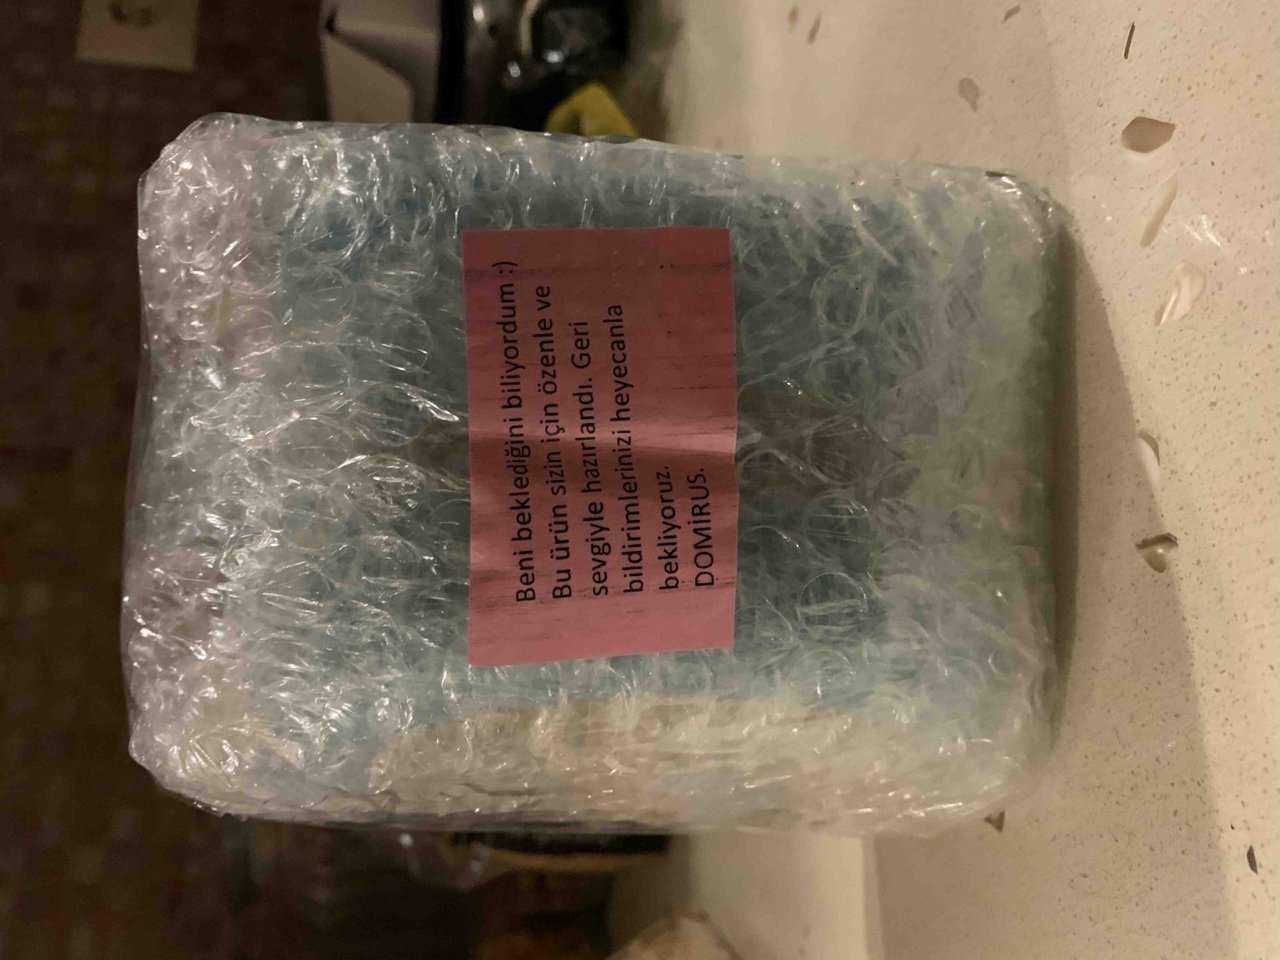 Beni beklediğini biliyordum :)
Bu ürün sizin için özenle ve
sevgiyle hazırlandı. Geri
bildirimlerinizi heyecanla
bekliyoruz.
DOMİRUS.